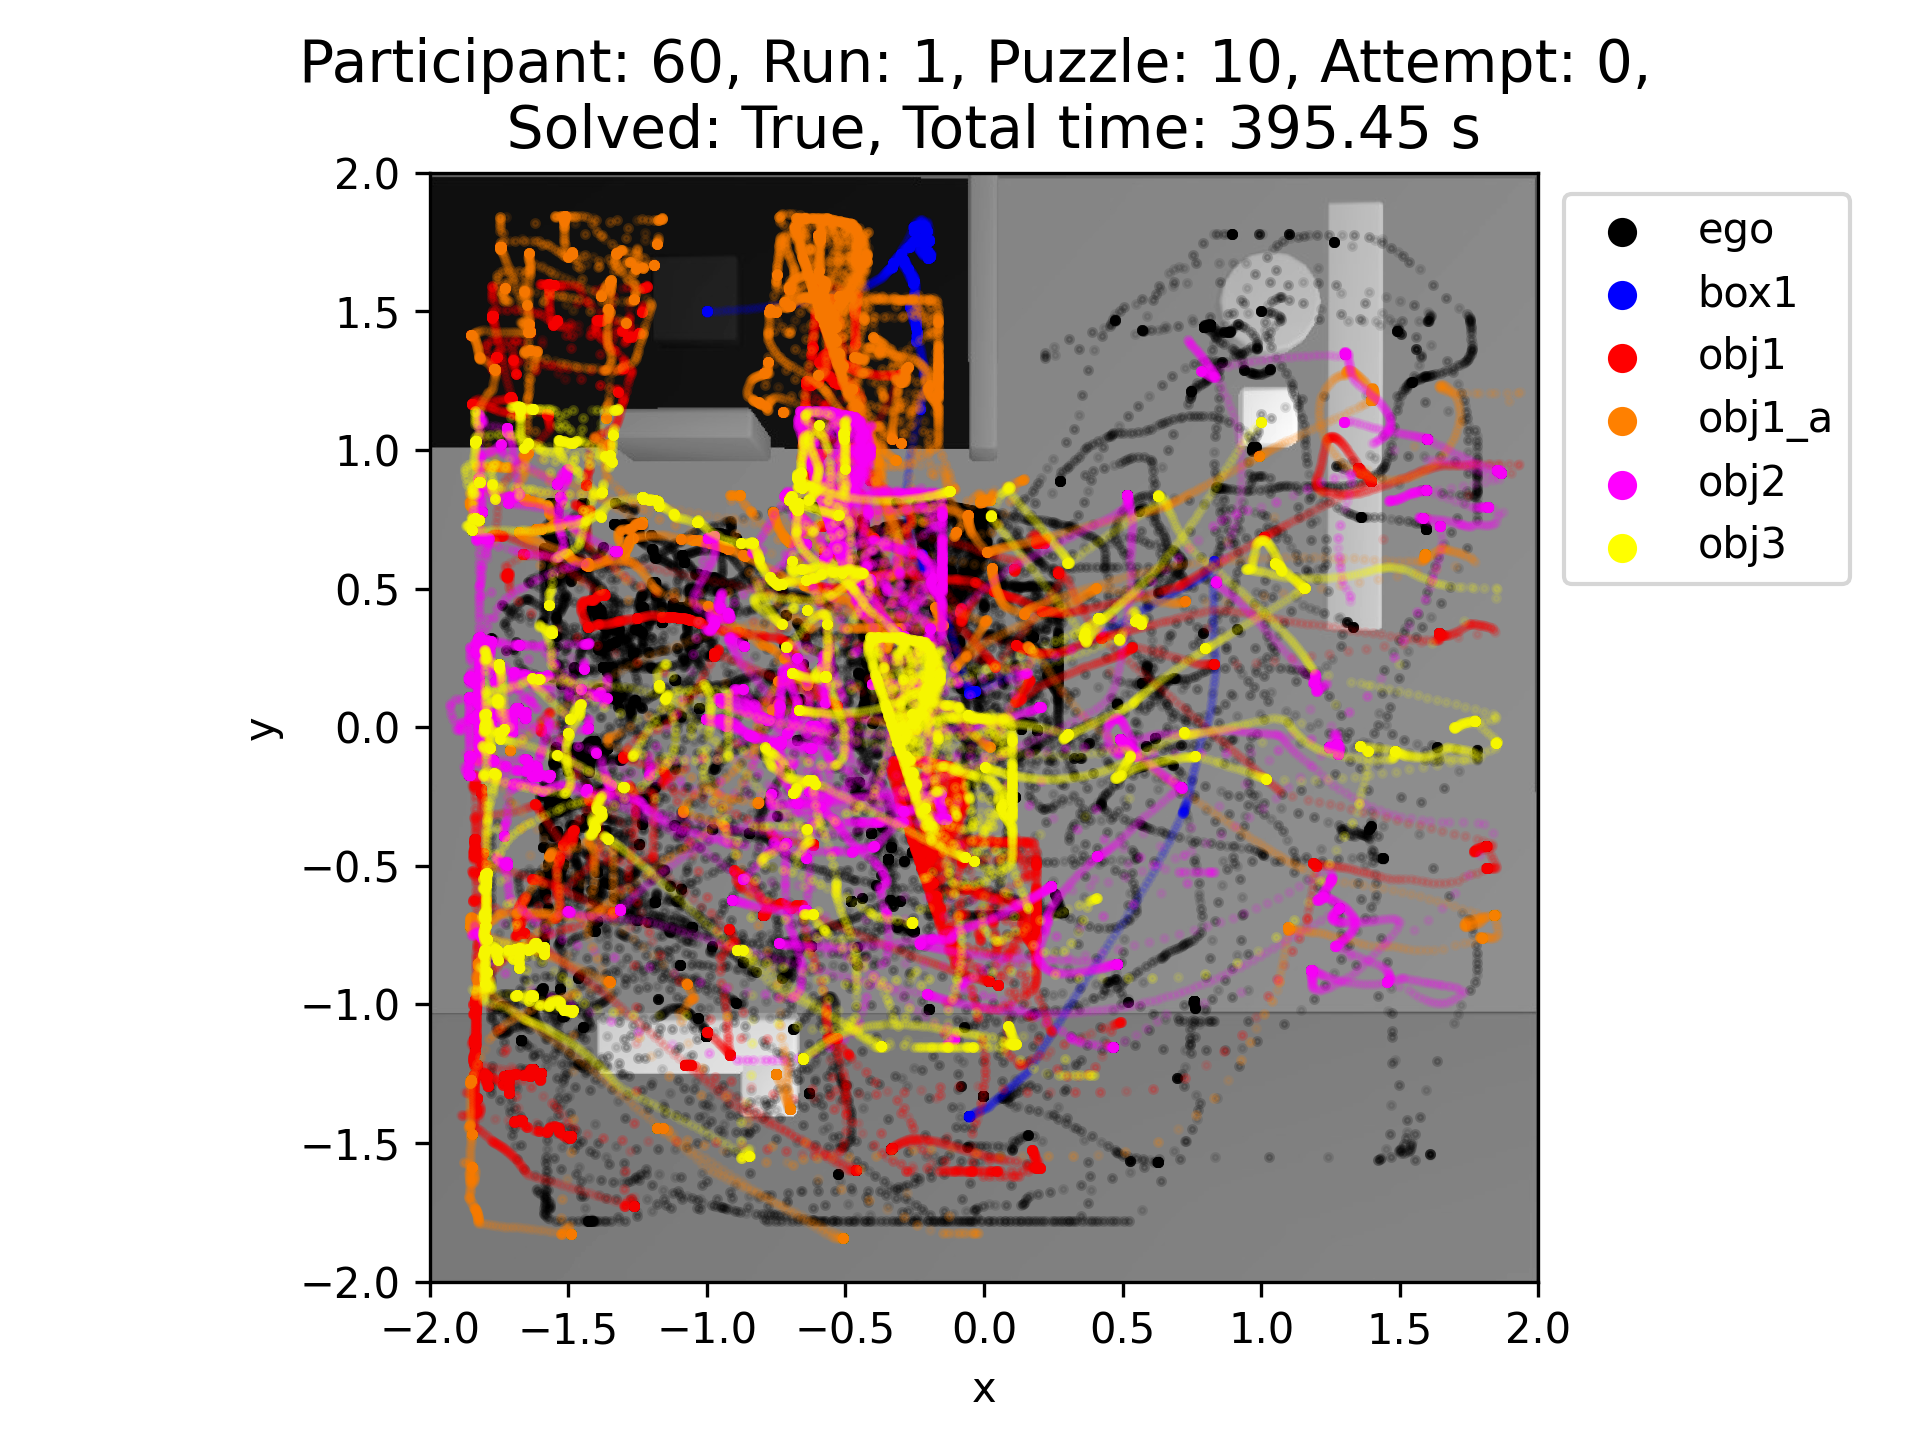 Participant: 60, Run: 1, Puzzle: 10, Attempt: 0,
Solved: True, Total time: 395.45 s
2.0
1.5
1.0
0.5
0.0
−0.5
−1.0
−1.5
−2.0
y
−2.0 −1.5 −1.0 −0.5 0.0 0.5 1.0 1.5 2.0
x
ego
box1
obj1
obj1_a
obj2
obj3